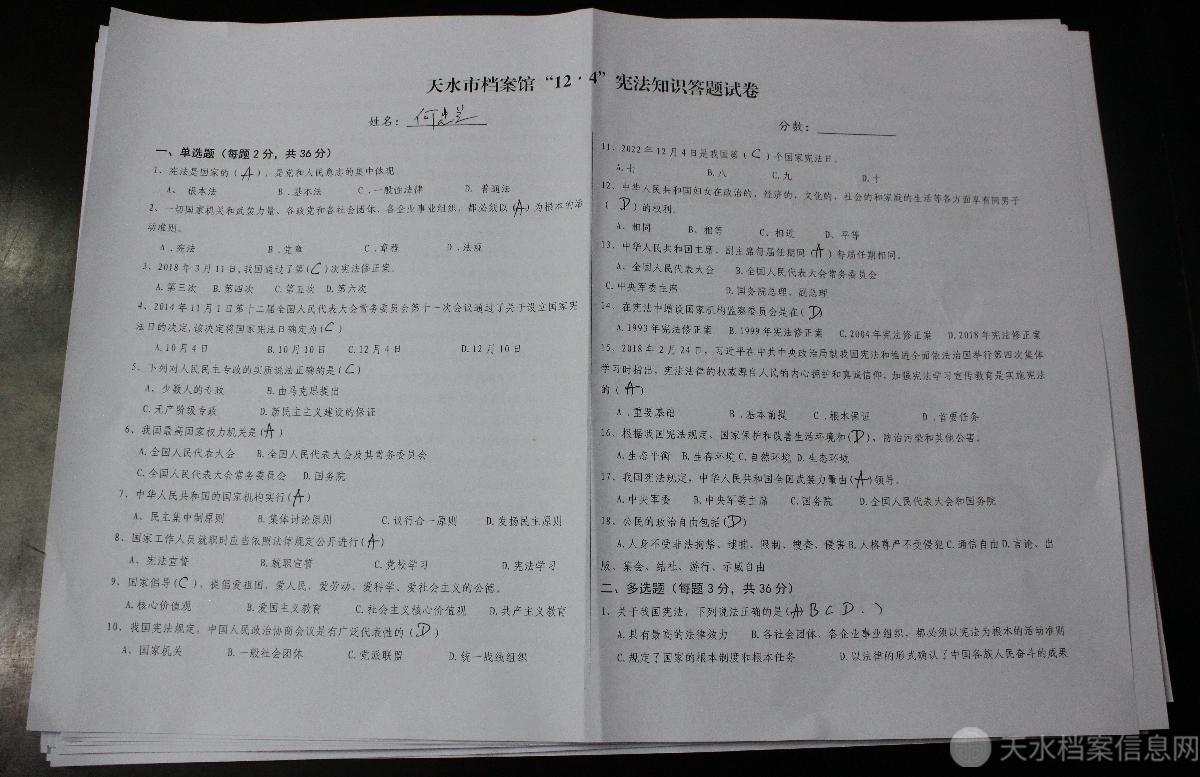 天水市档案馆“12·4”宪法知识答题试卷
姓名：何
分数：
一、单选题（每题2分，共36分）
1、宪法是国家的（A），是党和人民意志的集中体现。
A、根本法 B.基本法 C.一般性法律 D.普通法
2、一切国家机关和武装力量、各政党和各社会团体、各企业事业组织，都必须以(A)为根本的活
动准则。
A.宪法 B.党章 C.章程 D.法规
3、2018年3月11日,我国通过了第(C)次宪法修正案。
A.第三次 B.第四次 C.第五次 D.第六次
4、2014年11月1日第十二届全国人民代表大会常务委员会第十一次会议通过了关于设立国家宪
法日的决定,该决定将国家宪法日确定为(C)
A.10月4日 B.10月10日 C.12月4日 D.12月10日
5、下列对人民民主专政的实质说法正确的是(C)
A、少数人的专政 B.由马克思提出
C.无产阶级专政 D.新民主主义建设的保证
6、我国最高国家权力机关是(A)
A.全国人民代表大会 B.全国人民代表大会及其常务委员会
C.全国人民代表大会常务委员会 D.国务院
7、中华人民共和国的国家机构实行(A)
A、民主集中制原则 B.集体讨论原则 C.议行合一原则 D.发扬民主原则
8、国家工作人员就职时应当依照法律规定公开进行(A)
A、宪法宣誓 B.就职宣誓 C.党校学习 D.宪法学习
9、国家倡导(C)，提倡爱祖国、爱人民、爱劳动、爱科学、爱社会主义的公德。
A.核心价值观 B.爱国主义教育 C.社会主义核心价值观 D.共产主义教育
10、我国宪法规定，中国人民政治协商会议是有广泛代表性的（D）
A、国家机关 B.一般社会团体 C.党派联盟 D.统一战线组织
11、2022年12月4日是我国第（C）个国家宪法日。
A.七 B.八 C.九 D.十
12、中华人民共和国妇女在政治的、经济的、文化的、社会的和家庭的生活等各方面享有同男子
（D）的权利。
A、相同 B、相等 C、相近 D、平等
13、中华人民共和国主席、副主席每届任期同（A）每届任期相同。
A、全国人民代表大会 B.全国人民代表大会常务委员会
C.中央军委主席 D.国务院总理、副总理
14、在宪法中增设国家机构监察委员会是在(D)
A.1993年宪法修正案 B.1999年宪法修正案 C.2004年宪法修正案 D.2018年宪法修正案
15、2018年2月24日，习近平在中共中央政治局就我国宪法和推进全面依法治国举行第四次集体
学习时指出，宪法法律的权威源自人民的内心拥护和真诚信仰，加强宪法学习宣传教育是实施宪法
的（A）
A.重要基础 B.基本前提 C.根本保证 D.首要任务
16、根据我国宪法规定，国家保护和改善生活环境和(D)，防治污染和其他公害。
A.生态平衡 B.生存环境 C.自然环境 D.生态环境
17、我国宪法规定，中华人民共和国全国武装力量由(A)领导。
A.中央军委 B.中央军委主席 C.国务院 D.全国人民代表大会和国务院
18、公民的政治自由包括(D)
A.人身不受非法拘禁、逮捕、限制、搜查、侵害 B.人格尊严不受侵犯 C.通信自由 D.言论、出
版、集会、结社、游行、示威自由
二、多选题（每题3分，共36分）
1、关于我国宪法，下列说法正确的是(A B C D.)
A.具有最高的法律效力 B.各社会团体、各企业事业组织，都必须以宪法为根本的活动准则
C.规定了国家的根本制度和根本任务 D.以法律的形式确认了中国各族人民奋斗的成果
天水档案信息网